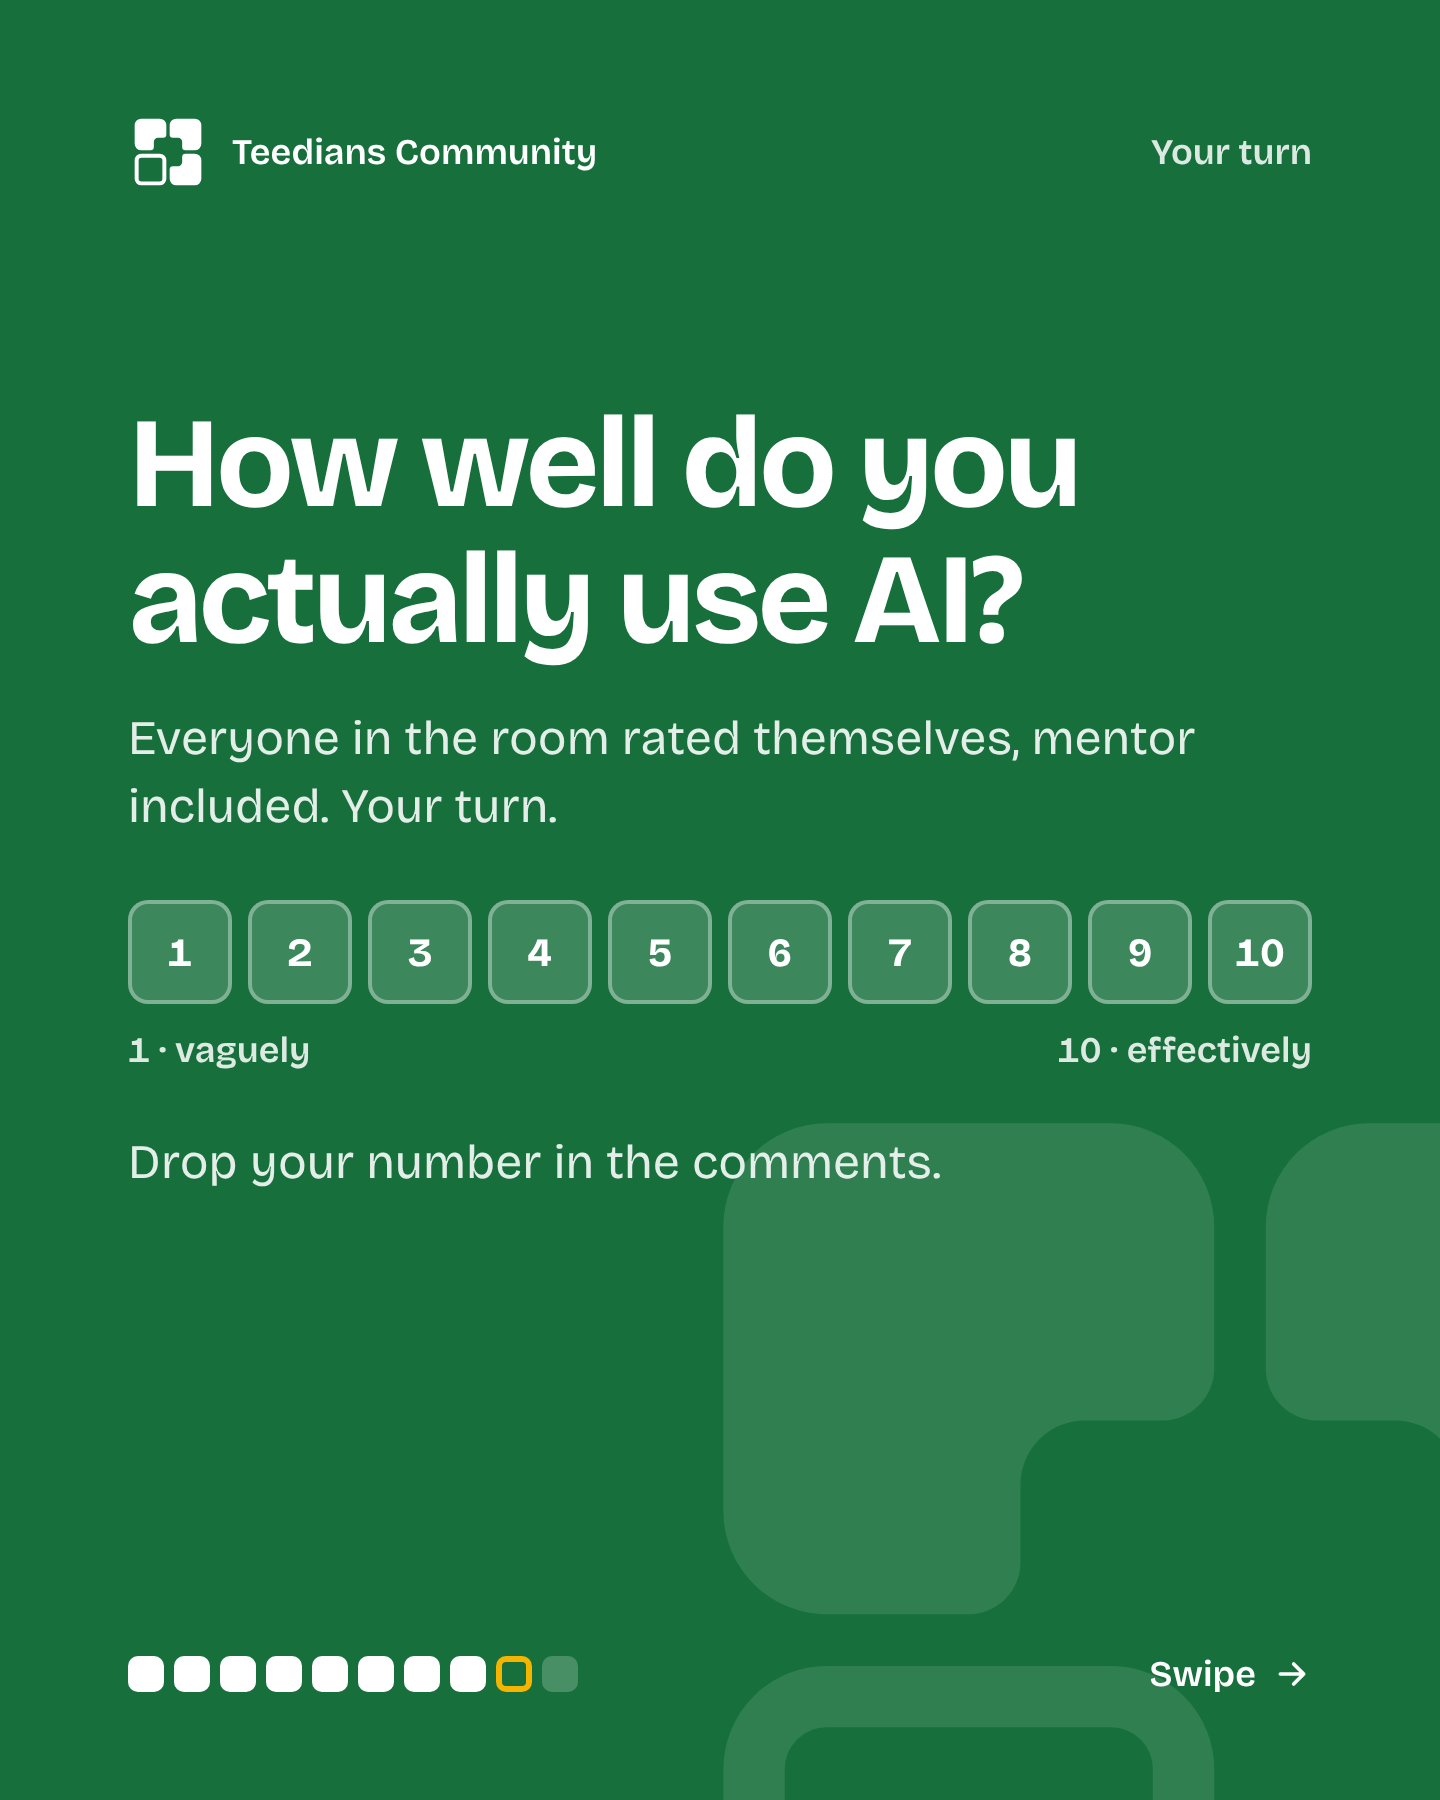 Teedians Community
Your turn
How well do you
actually use AI?
Everyone in the room rated themselves, mentor
included. Your turn.
1 2 3 4 5 6 7 8 9 10
1 · vaguely
10 · effectively
Drop your number in the comments.
Swipe →